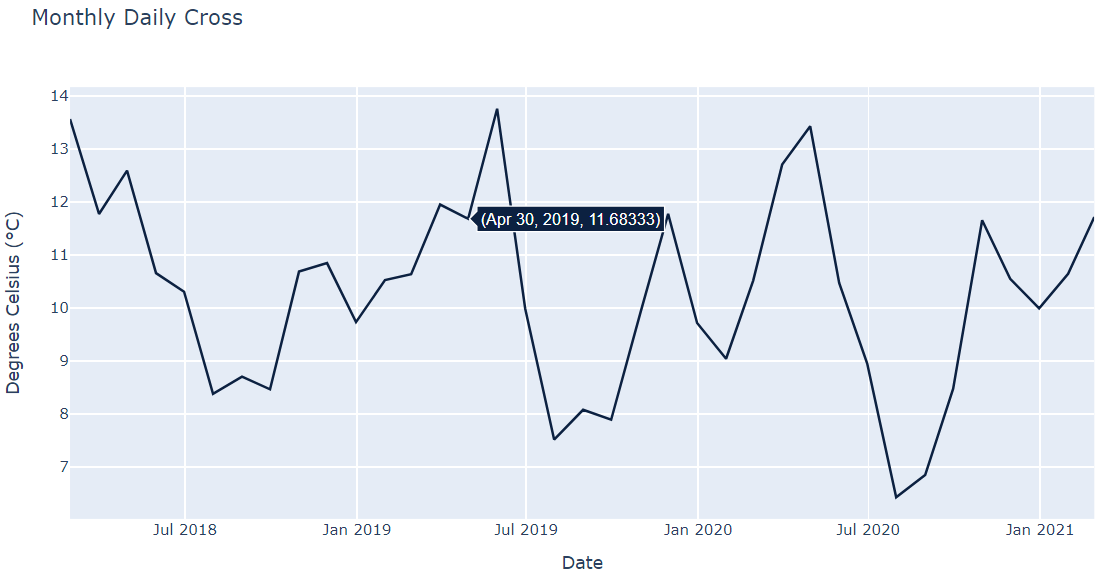 Monthly Daily Cross
14
13
12
11
10
9
8
7
Degrees Celsius (°C)
(Apr 30, 2019, 11.68333)
Jul 2018
Jan 2019
Jul 2019
Jan 2020
Jul 2020
Jan 2021
Date